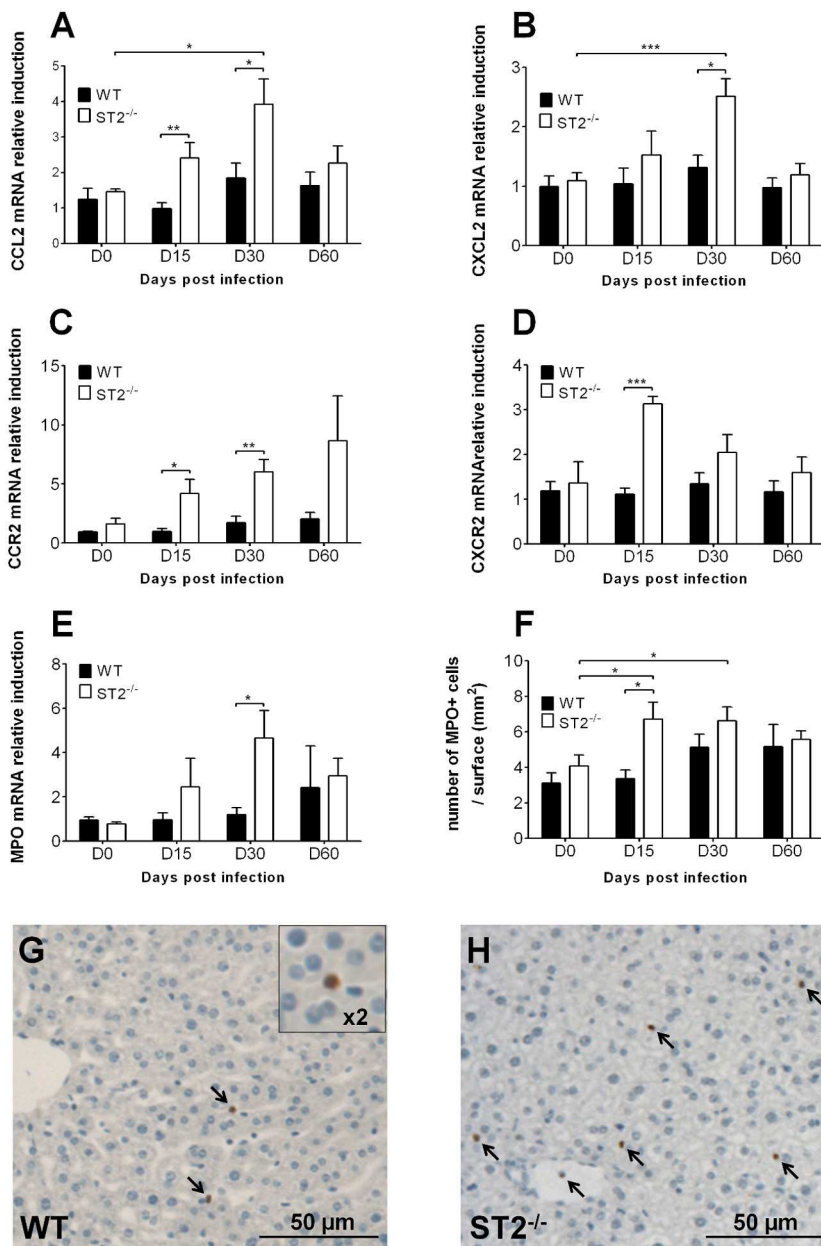 A
CCL2 mRNA relative induction
5
4
3
2
1
0
WT
ST2-/-
*
**
*
D0 D15 D30 D60
Days post infection
B
CXCL2 mRNA relative induction
3
2
1
0
WT
ST2-/-
***
*
D0 D15 D30 D60
Days post infection
C
CCR2 mRNA relative induction
15
10
5
0
WT
ST2-/-
*
**
D0 D15 D30 D60
Days post infection
D
CXCR2 mRNArelative induction
4
3
2
1
0
WT
ST2-/-
***
D0 D15 D30 D60
Days post infection
E
MPO mRNA relative induction
8
6
4
2
0
WT
ST2-/-
*
D0 D15 D30 D60
Days post infection
F
number of MPO+ cells
/ surface (mm2)
10
8
6
4
2
0
WT
ST2-/-
*
*
*
D0 D15 D30 D60
Days post infection
G
x2
WT
50 µm
H
ST2-/-
50 µm